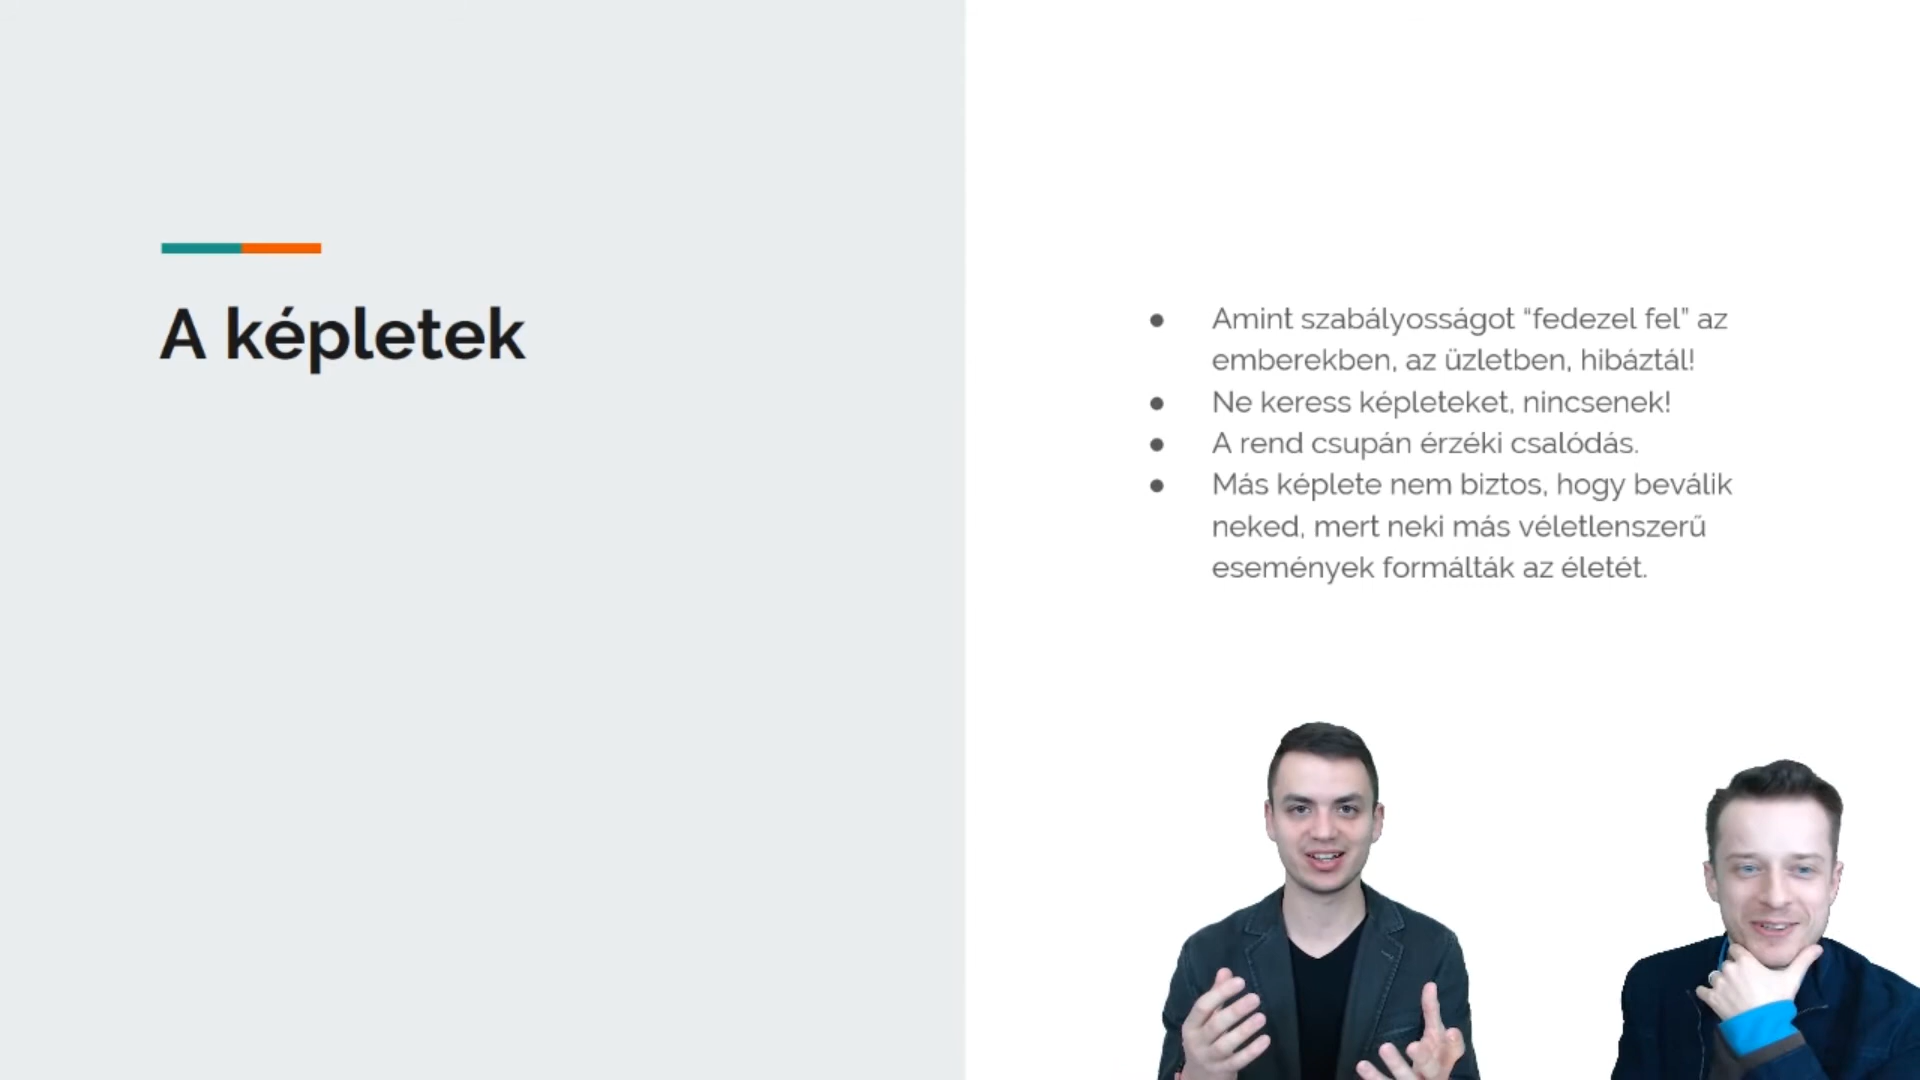 A képletek
● Amint szabályosságot “fedezel fel” az
emberekben, az üzletben, hibáztál!
● Ne keress képleteket, nincsenek!
● A rend csupán érzéki csalódás.
● Más képlete nem biztos, hogy beválik
neked, mert neki más véletlenszerű
események formálták az életét.